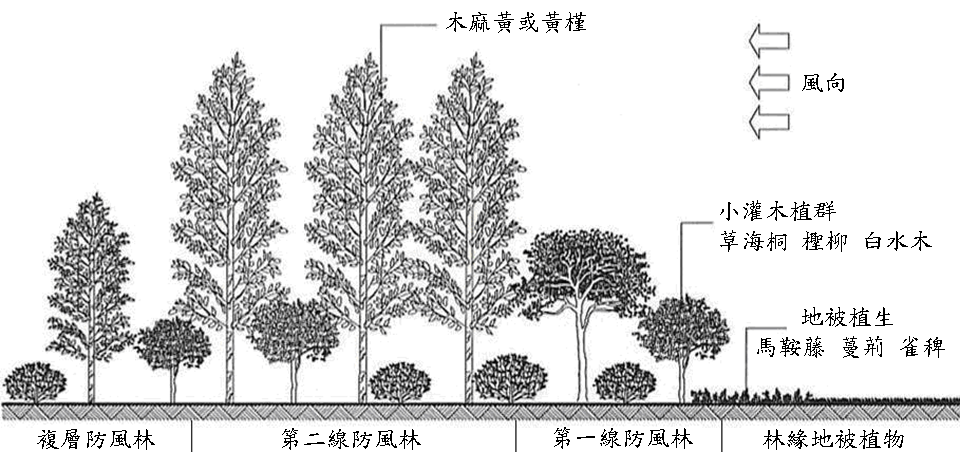 木麻黃或黃槿
風向
小灌木植群
草海桐 檉柳 白水木
地被植生
馬鞍藤 蔓荊 雀稗
複層防風林
第二線防風林
第一線防風林
林緣地被植物